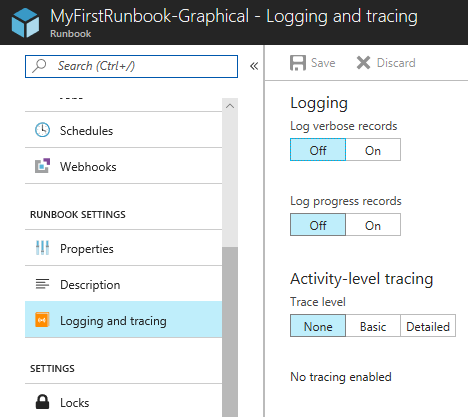 MyFirstRunbook-Graphical - Logging and tracing
Runbook
Search (Ctrl+/)
Schedules
Webhooks
RUNBOOK SETTINGS
Properties
Description
Logging and tracing
SETTINGS
Locks
Save Discard
Logging
Log verbose records
Off On
Log progress records
Off On
Activity-level tracing
Trace level
None Basic Detailed
No tracing enabled